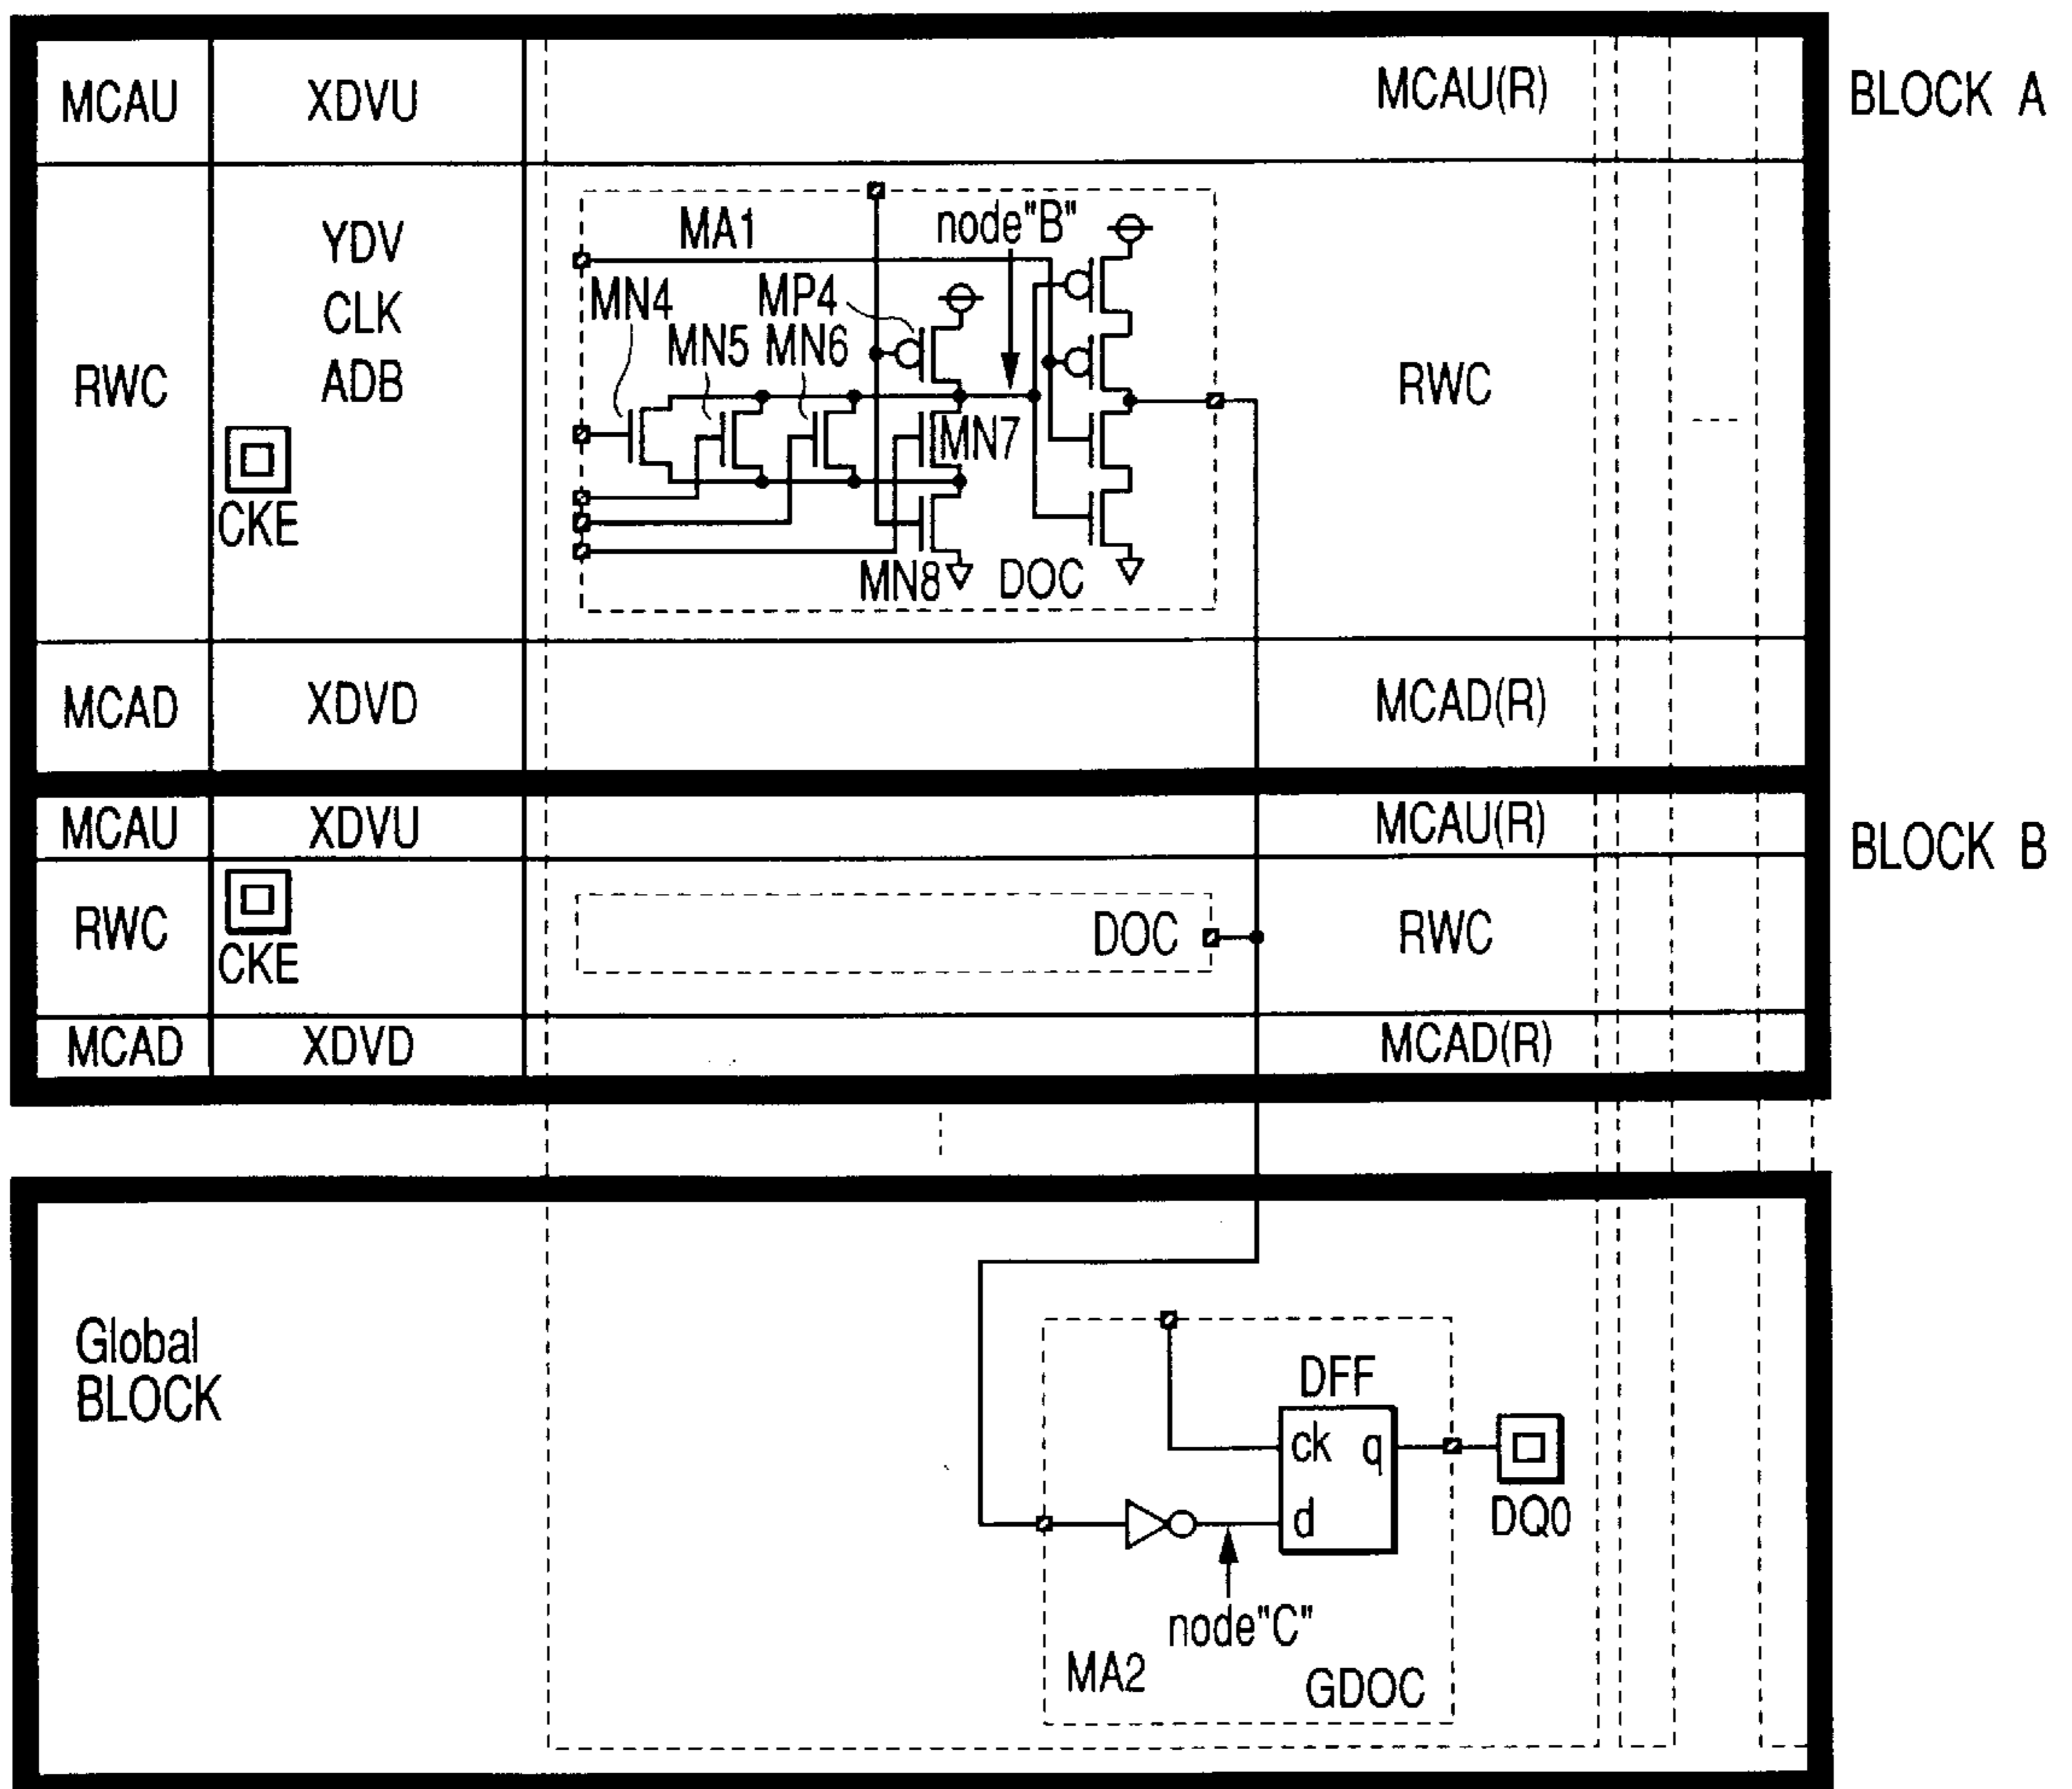 MCAU
XDVU
MCAU(R)
BLOCK A
RWC
YDV
CLK
ADB
CKE
MA1
node"B"
MN4
MP4
MN5
MN6
MN7
MN8
DOC
RWC
MCAD
XDVD
MCAD(R)
MCAU
XDVU
MCAU(R)
BLOCK B
RWC
CKE
DOC
RWC
MCAD
XDVD
MCAD(R)
Global
BLOCK
DFF
ck
q
d
DQ0
node"C"
MA2
GDOC